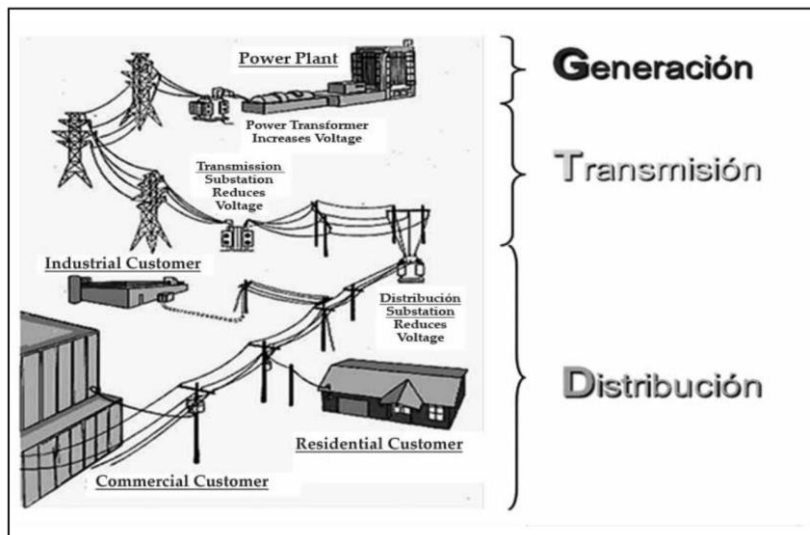 Power Plant
Generación
Power Transformer
Increases Voltage
Transmission
Substation
Reduces
Voltage
Transmisión
Industrial Customer
Distribución
Substation
Reduces
Voltage
Distribución
Residential Customer
Commercial Customer